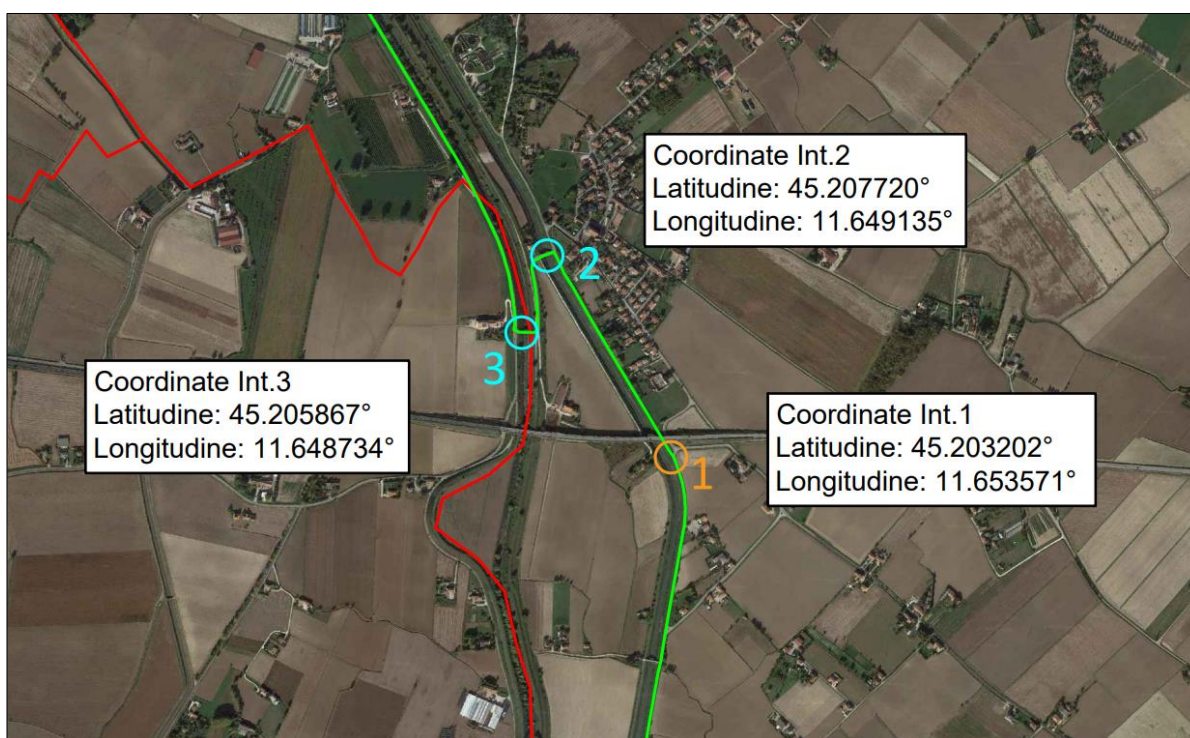 Coordinate Int.2
Latitudine: 45.207720°
Longitudine: 11.649135°
2
3
Coordinate Int.3
Latitudine: 45.205867°
Longitudine: 11.648734°
Coordinate Int.1
Latitudine: 45.203202°
Longitudine: 11.653571°
1